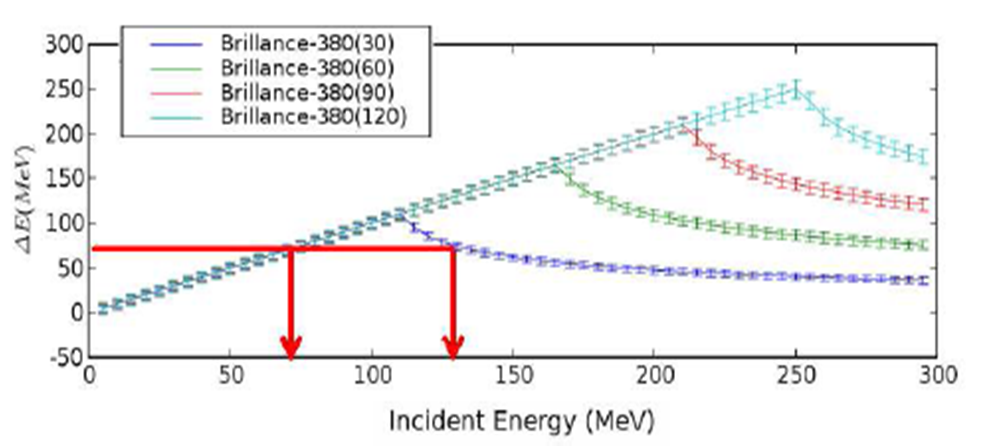 Brillance-380(30)
Brillance-380(60)
Brillance-380(90)
Brillance-380(120)
300
250
200
150
100
50
0
-50
ΔE(MeV)
0 50 100 150 200 250 300
Incident Energy (MeV)